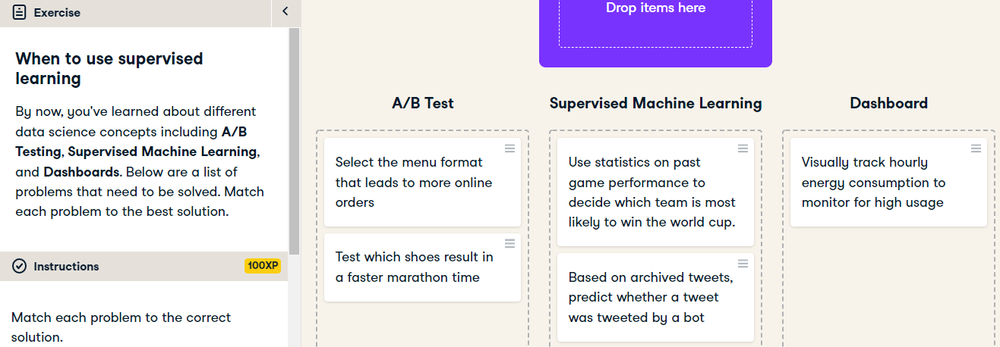 Exercise
When to use supervised
learning
By now, you've learned about different
data science concepts including A/B
Testing, Supervised Machine Learning,
and Dashboards. Below are a list of
problems that need to be solved. Match
each problem to the best solution.
Instructions
100XP
Match each problem to the correct
solution.
Drop items here
A/B Test
Select the menu format
that leads to more online
orders
Test which shoes result in
a faster marathon time
Supervised Machine Learning
Use statistics on past
game performance to
decide which team is most
likely to win the world cup.
Based on archived tweets,
predict whether a tweet
was tweeted by a bot
Dashboard
Visually track hourly
energy consumption to
monitor for high usage